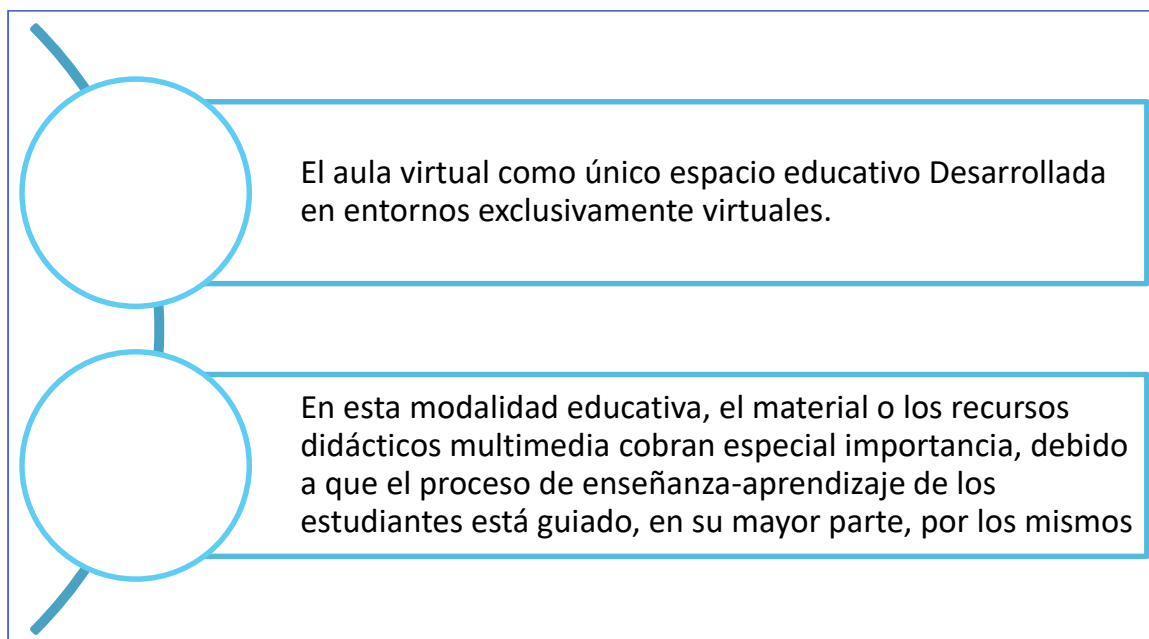 El aula virtual como único espacio educativo Desarrollada
en entornos exclusivamente virtuales.
En esta modalidad educativa, el material o los recursos
didácticos multimedia cobran especial importancia, debido
a que el proceso de enseñanza-aprendizaje de los
estudiantes está guiado, en su mayor parte, por los mismos